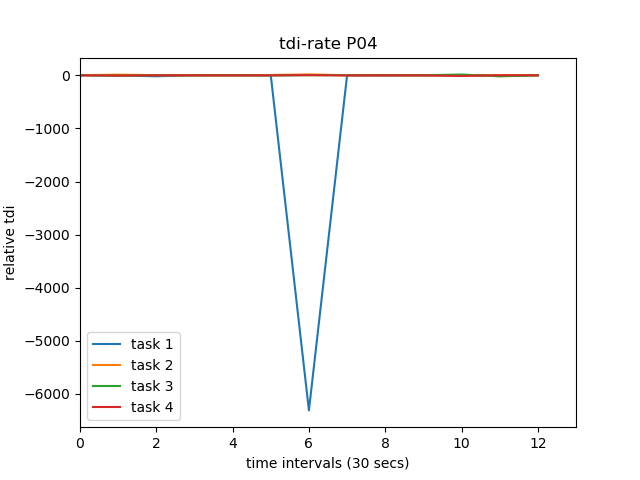 tdi-rate P04
relative tdi
0
−1000
−2000
−3000
−4000
−5000
−6000
task 1
task 2
task 3
task 4
0 2 4 6 8 10 12
time intervals (30 secs)